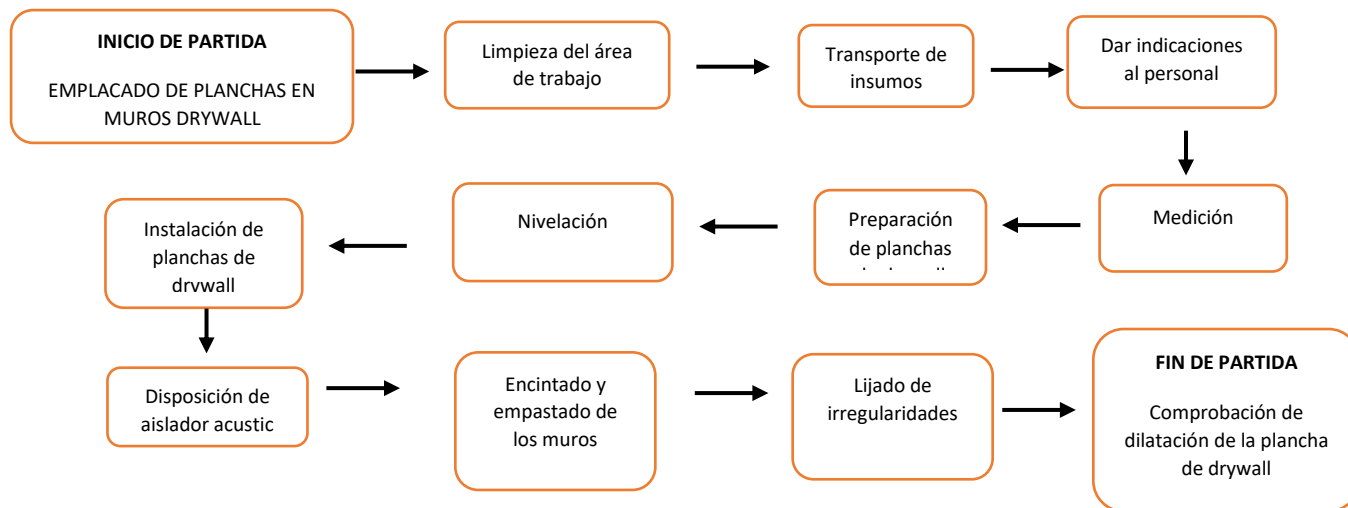 INICIO DE PARTIDA
EMPLACADO DE PLANCHAS EN
MUROS DRYWALL
Limpieza del área
de trabajo
Transporte de
insumos
Dar indicaciones
al personal
Medición
Preparación
de planchas
Nivelación
Instalación de
planchas de
drywall
Disposición de
aislador acustic
Encintado y
empastado de
los muros
Lijado de
irregularidades
FIN DE PARTIDA
Comprobación de
dilatación de la plancha
de drywall